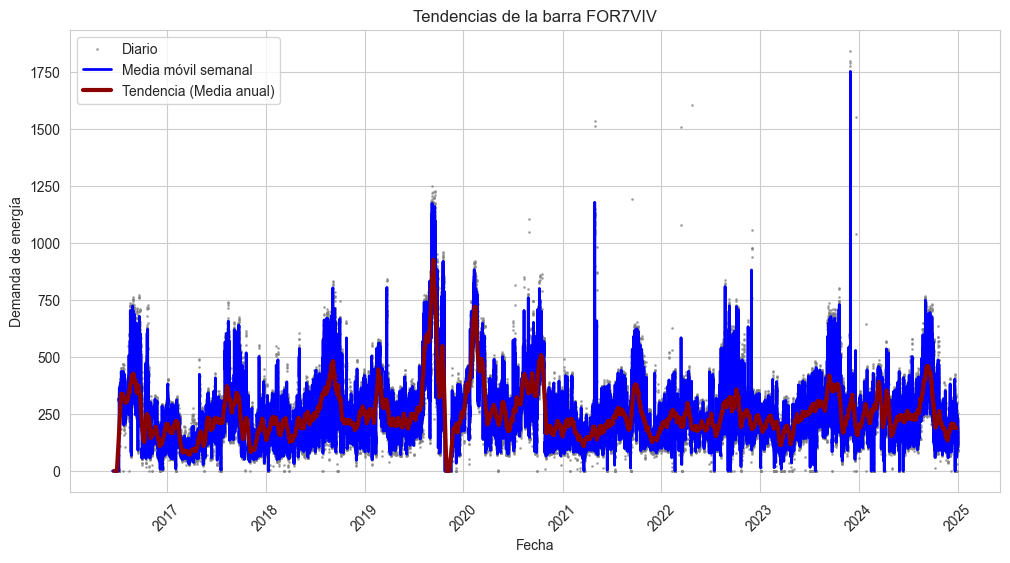 Tendencias de la barra FOR7VIV
Diario
Media móvil semanal
Tendencia (Media anual)
Demanda de energía
1750
1500
1250
1000
750
500
250
0
2017
2018
2019
2020
2021
2022
2023
2024
2025
Fecha